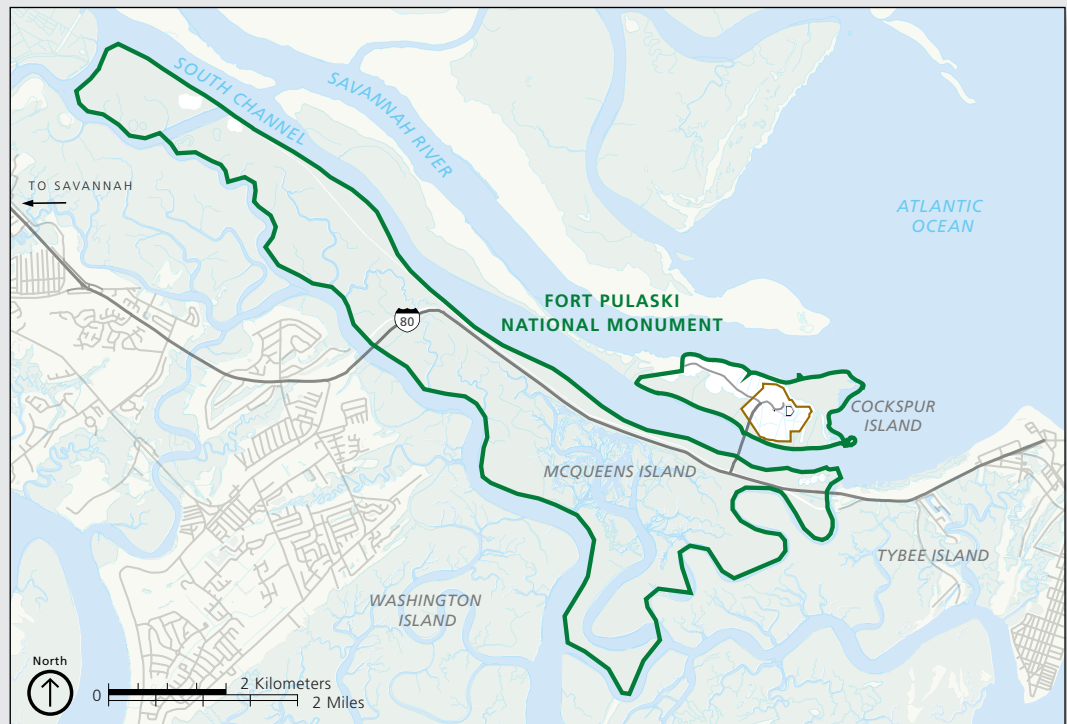 SOUTH CHANNEL
SAVANNAH RIVER
TO SAVANNAH
ATLANTIC
OCEAN
FORT PULASKI
NATIONAL MONUMENT
80
COCKSPUR
ISLAND
MCQUEENS ISLAND
TYBEE ISLAND
WASHINGTON
ISLAND
North
0
2 Kilometers
2 Miles